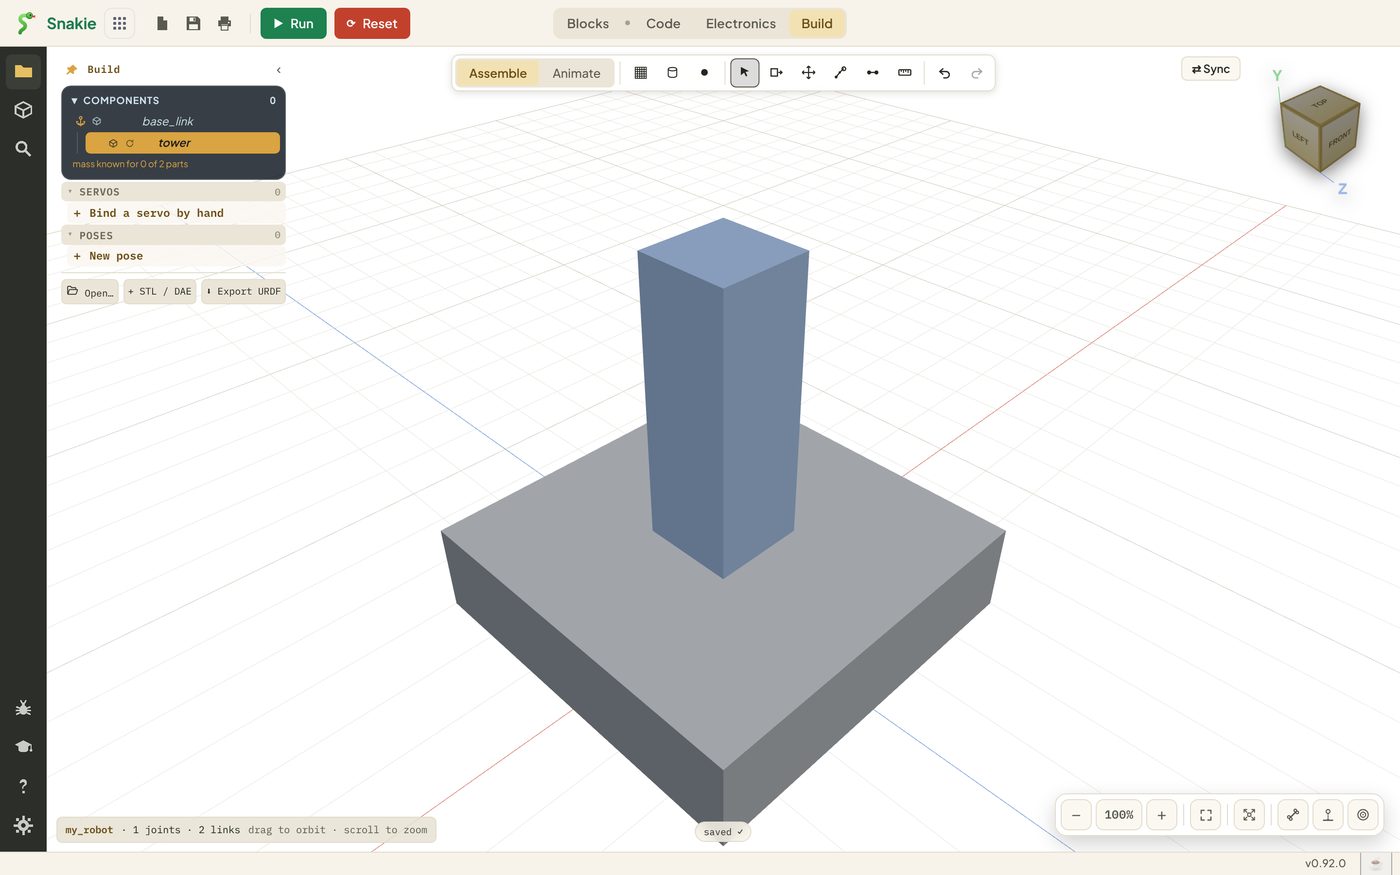 Snakie
Run
Reset
Blocks
Code
Electronics
Build
Build
COMPONENTS 0
base_link
tower
mass known for 0 of 2 parts
SERVOS 0
+ Bind a servo by hand
POSES 0
+ New pose
Open…
+ STL / DAE
Export URDF
Assemble
Animate
Sync
Y
TOP
LEFT
FRONT
Z
my_robot · 1 joints · 2 links drag to orbit · scroll to zoom
saved ✓
− 100% +
v0.92.0